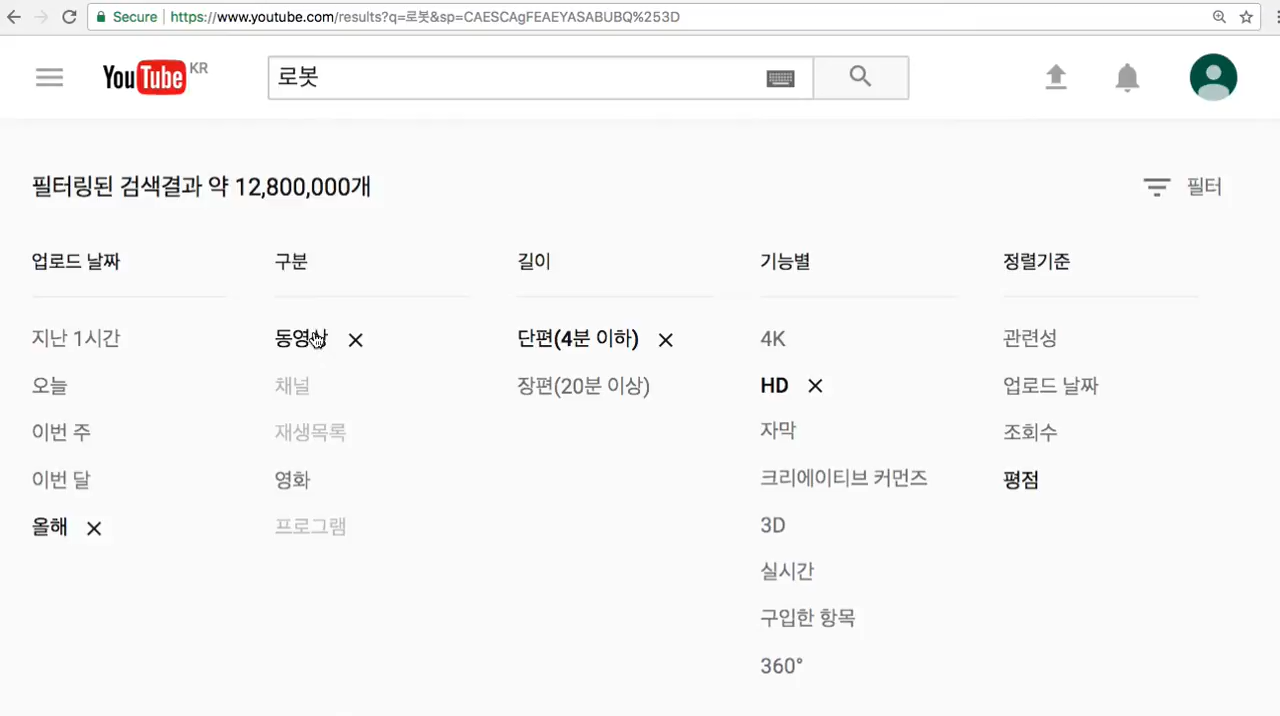 Secure https://www.youtube.com/results?q=로봇&sp=CAESCAgFEAEYASABUBQ%253D
YouTube KR
로봇
필터링된 검색결과 약 12,800,000개
필터
업로드 날짜
지난 1시간
오늘
이번 주
이번 달
올해
구분
동영상
채널
재생목록
영화
프로그램
길이
단편(4분 이하)
장편(20분 이상)
기능별
4K
HD
자막
크리에이티브 커먼즈
3D
실시간
구입한 항목
360°
정렬기준
관련성
업로드 날짜
조회수
평점